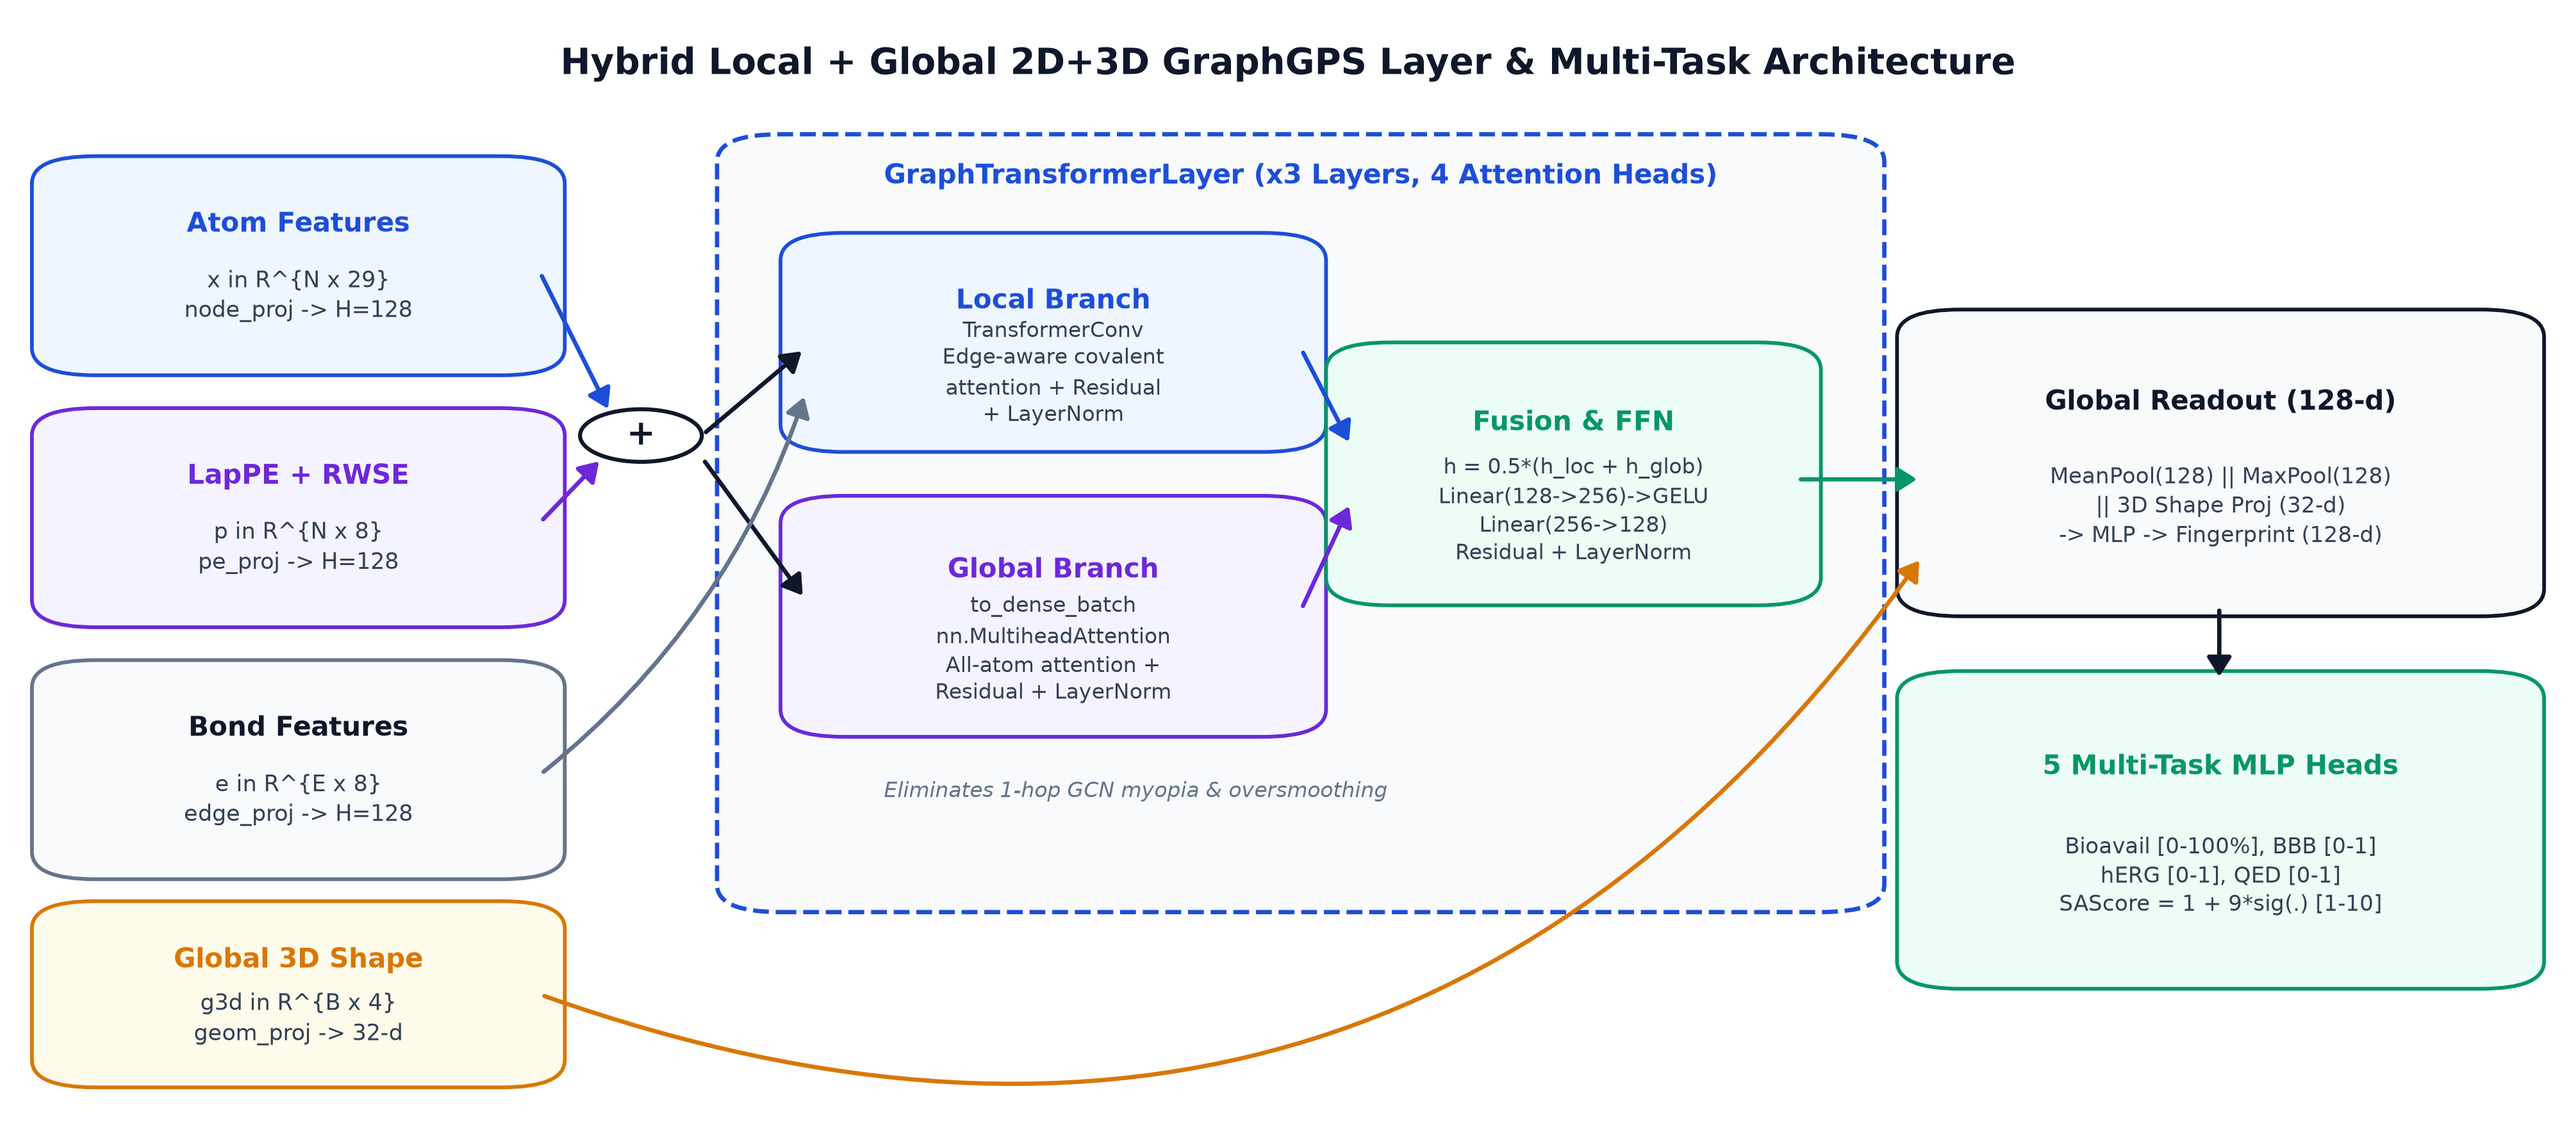 Hybrid Local + Global 2D+3D GraphGPS Layer & Multi-Task Architecture
Atom Features
x in R^{N x 29}
node_proj -> H=128
LapPE + RWSE
p in R^{N x 8}
pe_proj -> H=128
Bond Features
e in R^{E x 8}
edge_proj -> H=128
Global 3D Shape
g3d in R^{B x 4}
geom_proj -> 32-d
+
GraphTransformerLayer (x3 Layers, 4 Attention Heads)
Local Branch
TransformerConv
Edge-aware covalent
attention + Residual
+ LayerNorm
Global Branch
to_dense_batch
nn.MultiheadAttention
All-atom attention +
Residual + LayerNorm
Eliminates 1-hop GCN myopia & oversmoothing
Fusion & FFN
h = 0.5*(h_loc + h_glob)
Linear(128->256)->GELU
Linear(256->128)
Residual + LayerNorm
Global Readout (128-d)
MeanPool(128) || MaxPool(128)
|| 3D Shape Proj (32-d)
-> MLP -> Fingerprint (128-d)
5 Multi-Task MLP Heads
Bioavail [0-100%], BBB [0-1]
hERG [0-1], QED [0-1]
SAScore = 1 + 9*sig(.) [1-10]